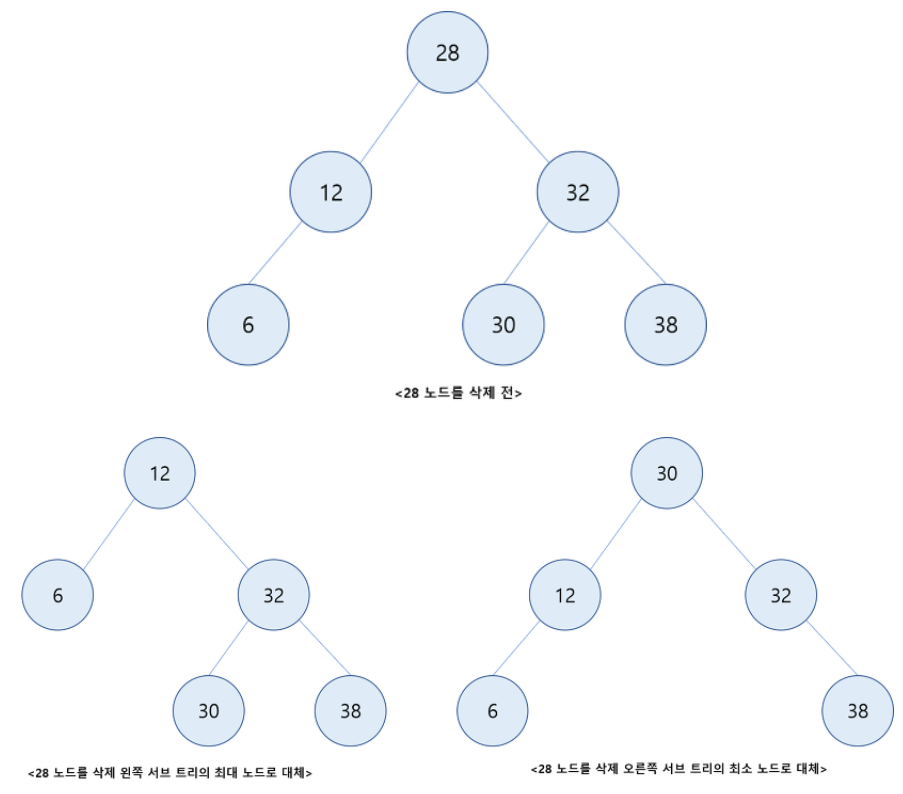 28
12 32
6 30 38
<28 노드를 삭제 전>
12 30
6 32 12 32
30 38 6 38
<28 노드를 삭제 왼쪽 서브 트리의 최대 노드로 대체>
<28 노드를 삭제 오른쪽 서브 트리의 최소 노드로 대체>